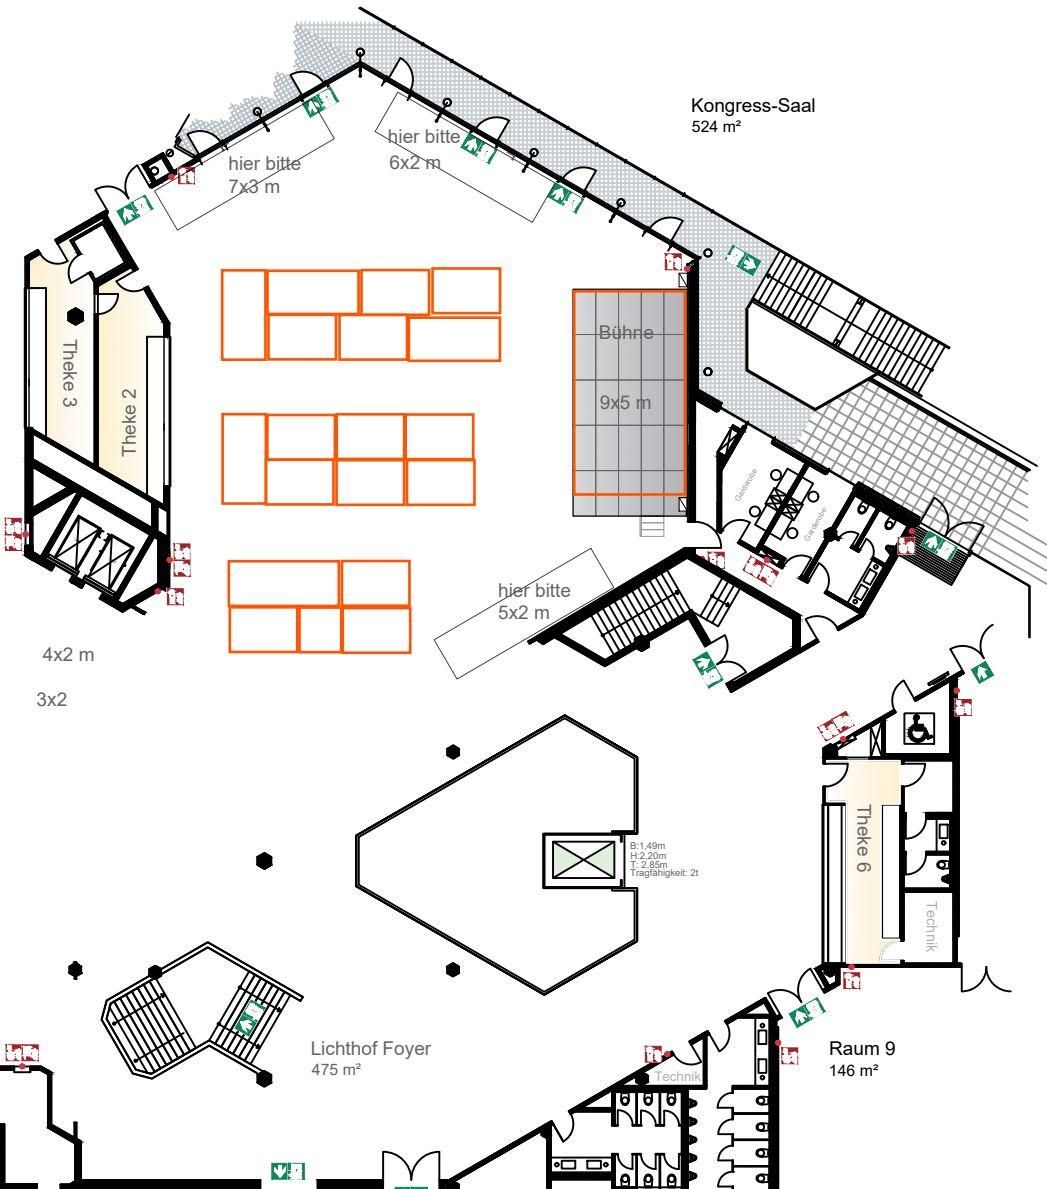 Kongress-Saal
524 m²
hier bitte
6x2 m
hier bitte
7x3 m
Bühne
9x5 m
Theke 3
Theke 2
Garderobe
Garderobe
hier bitte
5x2 m
4x2 m
3x2
B:1,49m
H:2,20m
T: 2,85m
Tragfähigkeit: 2t
Theke 6
Technik
Lichthof Foyer
475 m²
Raum 9
146 m²
Technik